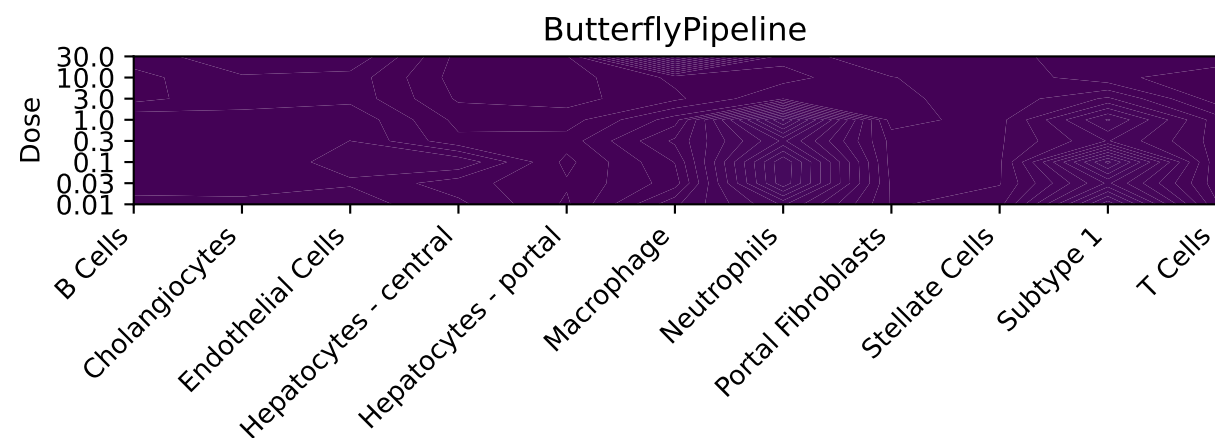 ButterflyPipeline
Dose
30.0
10.0
3.0
1.0
0.3
0.1
0.03
0.01
B Cells
Cholangiocytes
Endothelial Cells
Hepatocytes - central
Hepatocytes - portal
Macrophage
Neutrophils
Portal Fibroblasts
Stellate Cells
Subtype 1
T Cells